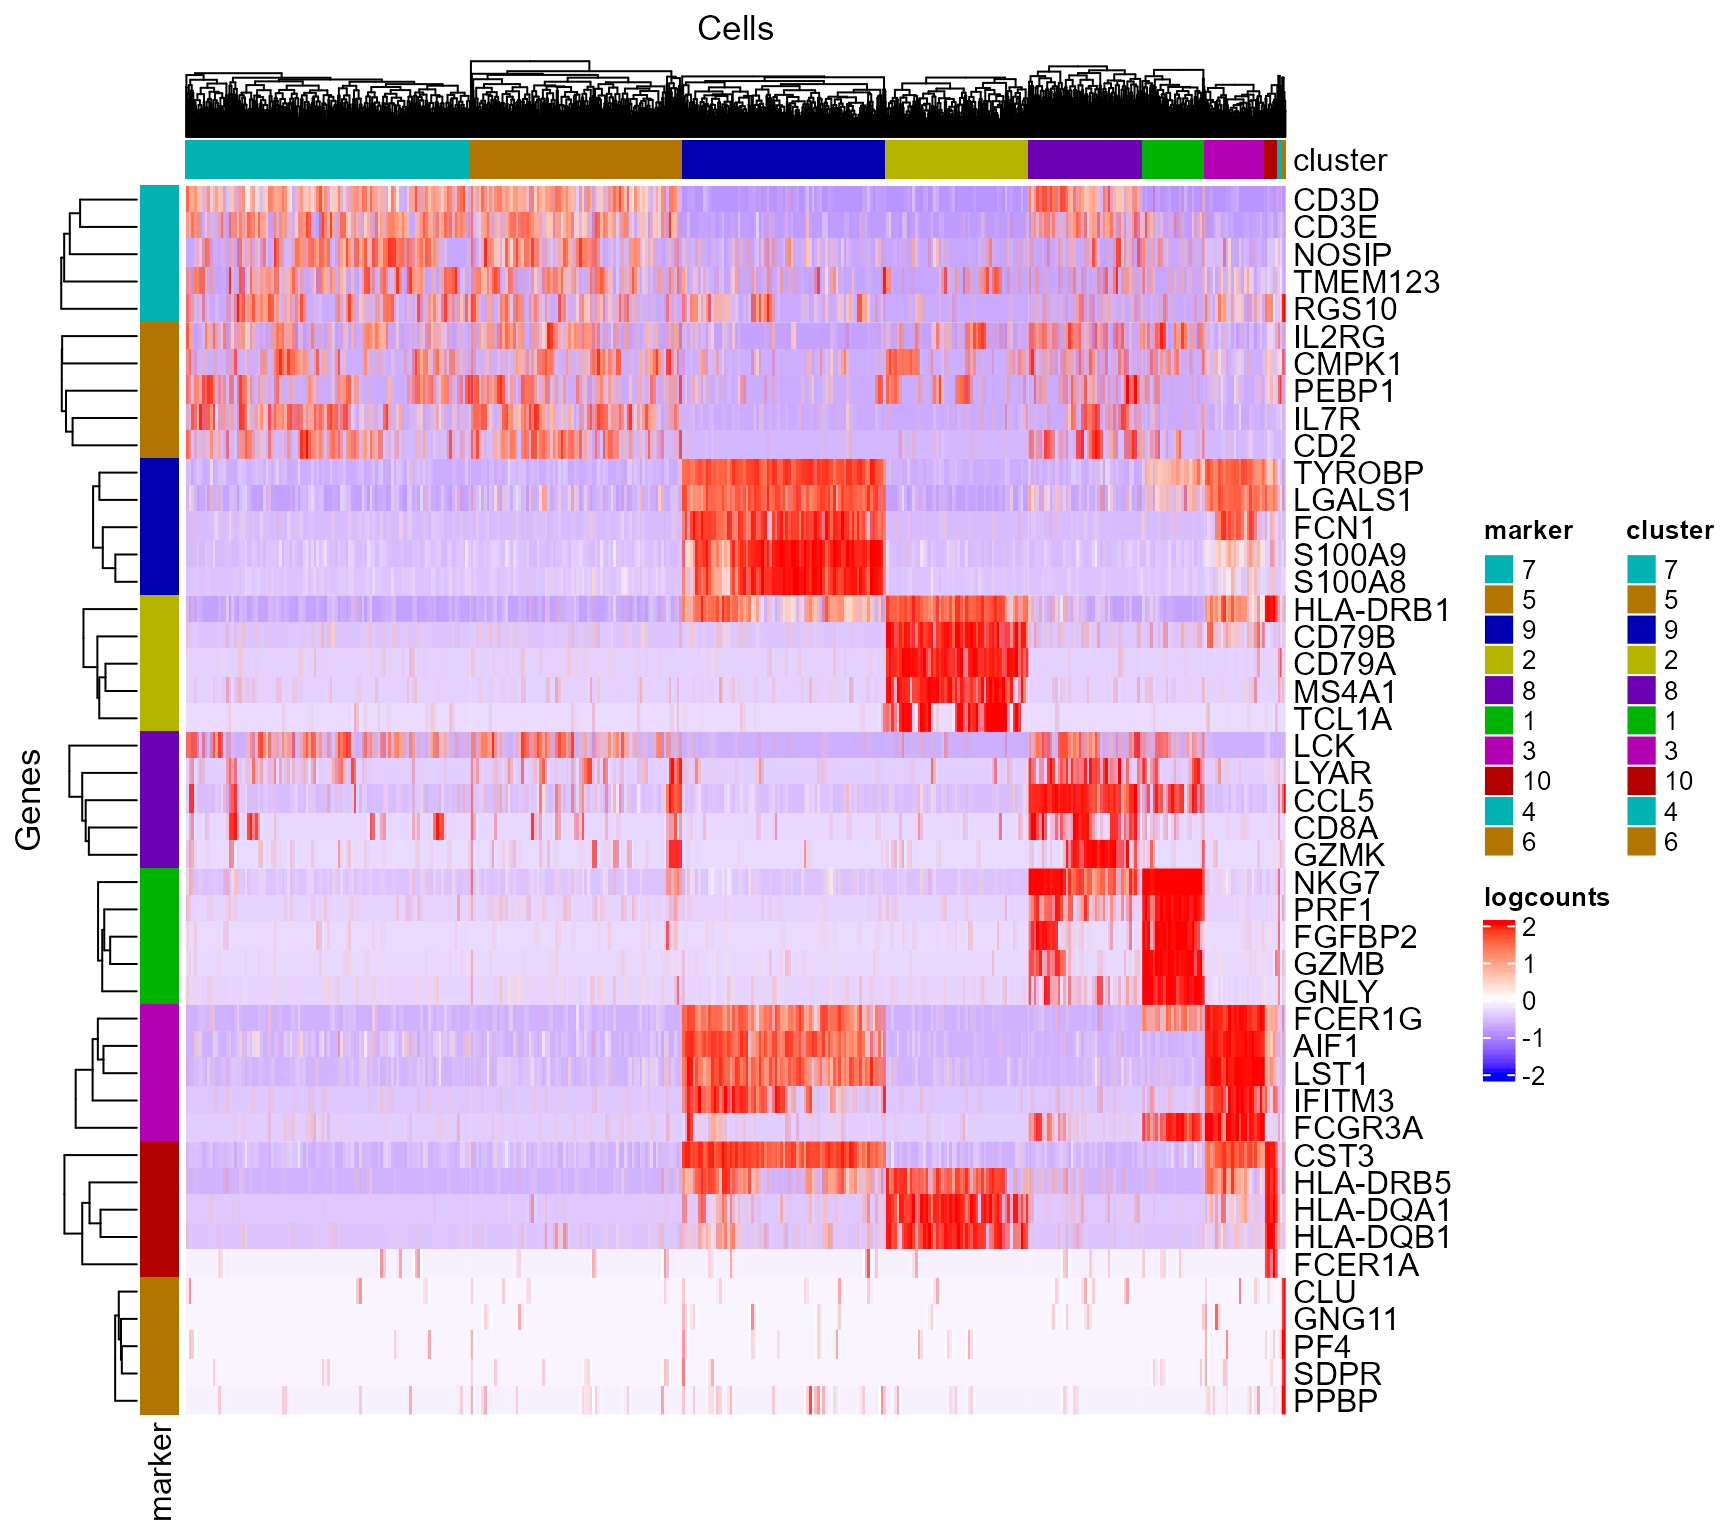 Cells
cluster
CD3D
CD3E
NOSIP
TMEM123
RGS10
IL2RG
CMPK1
PEBP1
IL7R
CD2
TYROBP
LGALS1
FCN1
S100A9
S100A8
HLA-DRB1
CD79B
CD79A
MS4A1
TCL1A
LCK
LYAR
CCL5
CD8A
GZMK
NKG7
PRF1
FGFBP2
GZMB
GNLY
FCER1G
AIF1
LST1
IFITM3
FCGR3A
CST3
HLA-DRB5
HLA-DQA1
HLA-DQB1
FCER1A
CLU
GNG11
PF4
SDPR
PPBP
Genes
marker
marker
7
5
9
2
8
1
3
10
4
6
cluster
7
5
9
2
8
1
3
10
4
6
logcounts
2
1
0
-1
-2